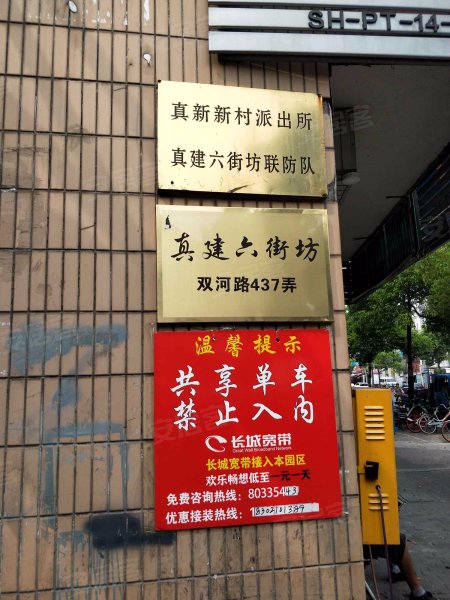 SH-PT-14-
真新新村派出所
真建六街坊联防队
真建六街坊
双河路437弄
温馨提示
共享单车
禁止入内
长城宽带
Great Wall Broadband Network
长城宽带接入本园区
欢乐畅想低至一元一天
免费咨询热线：80335443
优惠接装热线：18302101389